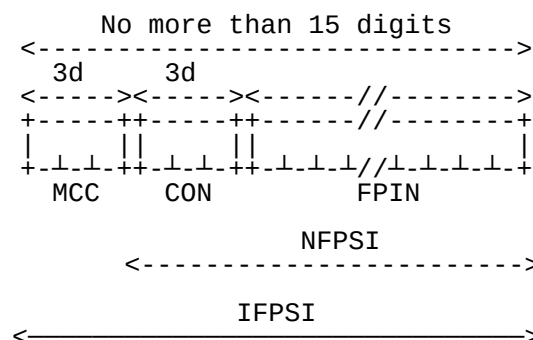 No more than 15 digits
<------------------------------->
3d 3d
<-----><-----><------//-------->
+-----++-----++------//--------+
| || || |
+-┴-┴-++-┴-┴-++-┴-┴-┴//┴-┴-┴-┴-+
MCC CON FPIN
NFPSI
<------------------------>
IFPSI
<———————————————————————————————>